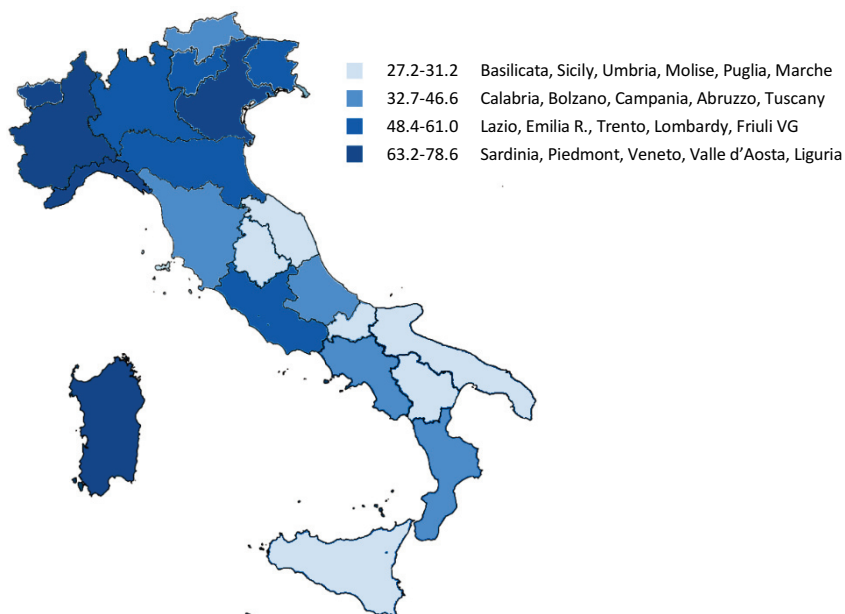 27.2-31.2 Basilicata, Sicily, Umbria, Molise, Puglia, Marche
32.7-46.6 Calabria, Bolzano, Campania, Abruzzo, Tuscany
48.4-61.0 Lazio, Emilia R., Trento, Lombardy, Friuli VG
63.2-78.6 Sardinia, Piedmont, Veneto, Valle d’Aosta, Liguria